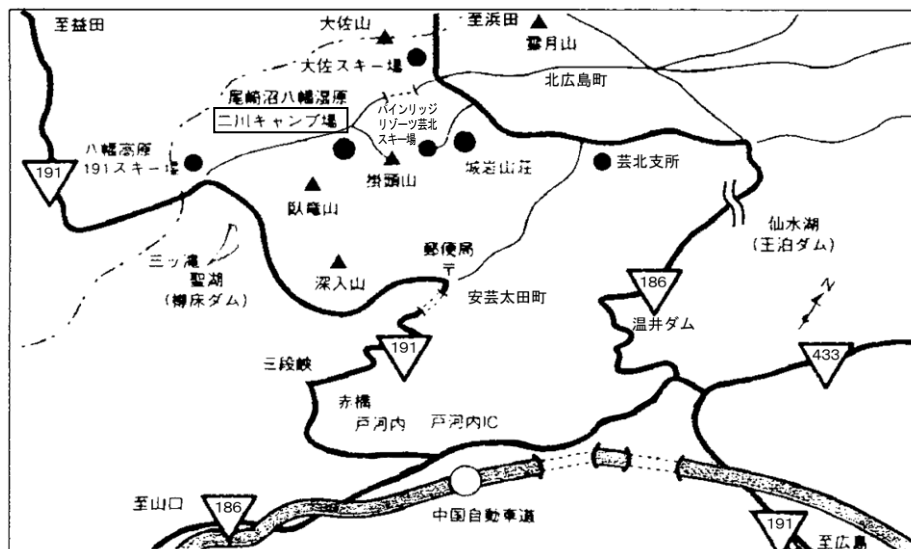 至益田
大佐山
至浜田
雲月山
大佐スキー場
北広島町
尾崎沼八幡湿原
二川キャンプ場
パインリッジ
リゾーツ芸北
スキー場
八幡高原
191スキー場
191
掛頭山
城岩山荘
芸北支所
臥竜山
仙水湖
(王泊ダム)
三ッ滝
聖湖
(樽床ダム)
深入山
郵便局
〒
安芸太田町
186
温井ダム
N
191
433
三段峡
赤橋
戸河内
戸河内IC
至山口
186
中国自動車道
191
至広島